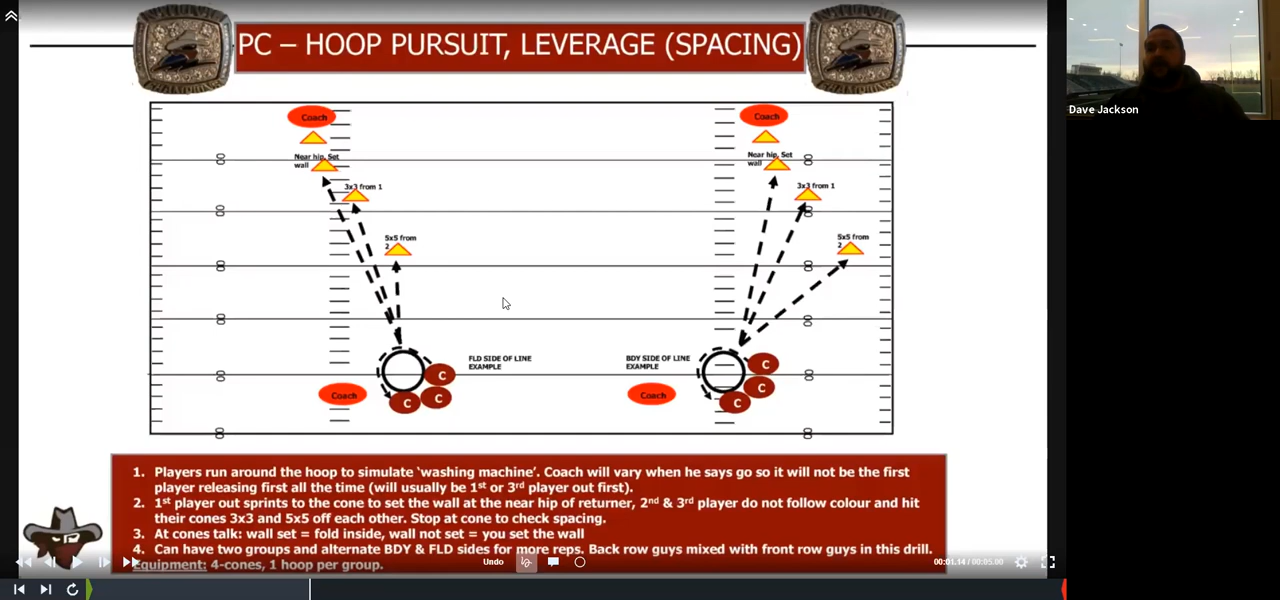 PC – HOOP PURSUIT, LEVERAGE (SPACING)
Dave Jackson
Coach
Coach
Near hip, Set
wall
Near hip, Set
wall
3x3 from 1
3x3 from 1
5x5 from
2
5x5 from
2
FLD SIDE OF LINE
EXAMPLE
BDY SIDE OF LINE
EXAMPLE
C
C
C
C
C
C
Coach
Coach
1. Players run around the hoop to simulate ‘washing machine’. Coach will vary when he says go so it will not be the first
player releasing first all the time (will usually be 1st or 3rd player out first).
2. 1st player out sprints to the cone to set the wall at the near hip of returner, 2nd & 3rd player do not follow colour and hit
their cones 3x3 and 5x5 off each other. Stop at cone to check spacing.
3. At cones talk: wall set = fold inside, wall not set = you set the wall
4. Can have two groups and alternate BDY & FLD sides for more reps. Back row guys mixed with front row guys in this drill.
Equipment: 4-cones, 1 hoop per group.
Undo
00:01.14 / 00:05.00